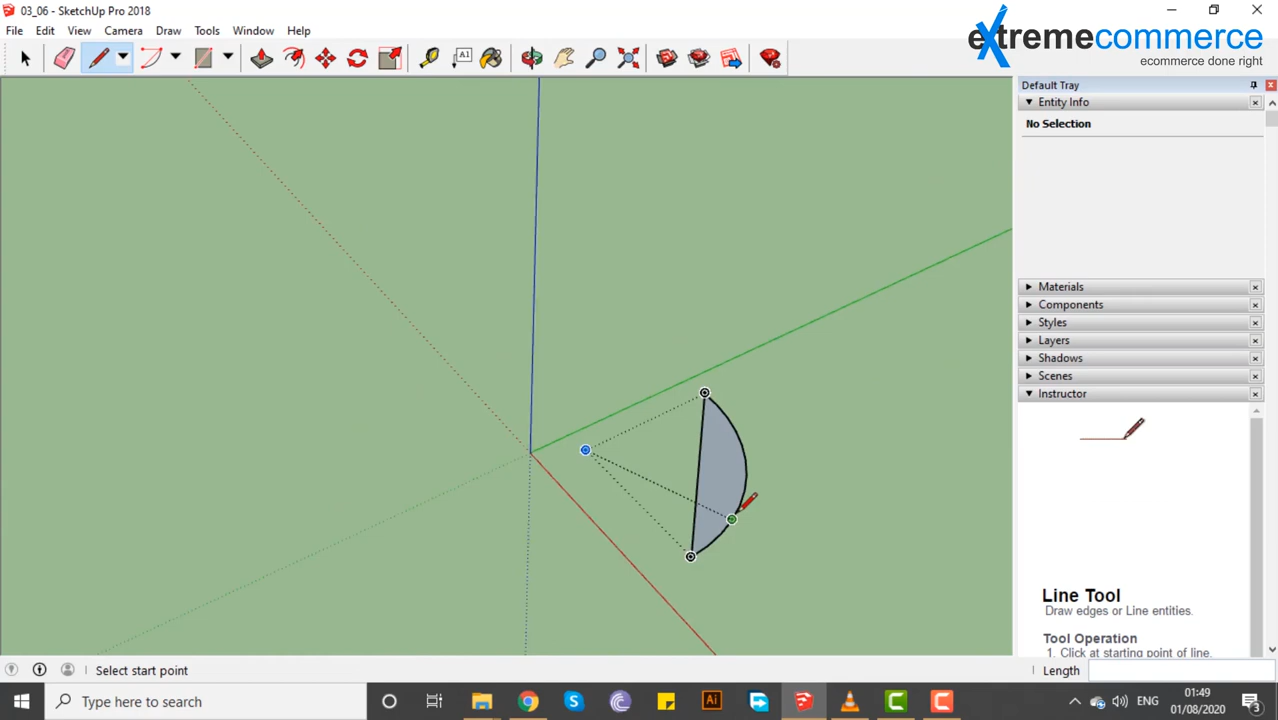 03_06 - SketchUp Pro 2018
extremecommerce
ecommerce done right
File Edit View Camera Draw Tools Window Help
A1
Default Tray
Entity Info
No Selection
Materials
Components
Styles
Layers
Shadows
Scenes
Instructor
Line Tool
Draw edges or Line entities.
Tool Operation
1. Click at starting point of line.
Select start point
Length
Type here to search
Ai
ENG
01:49
01/08/2020
3